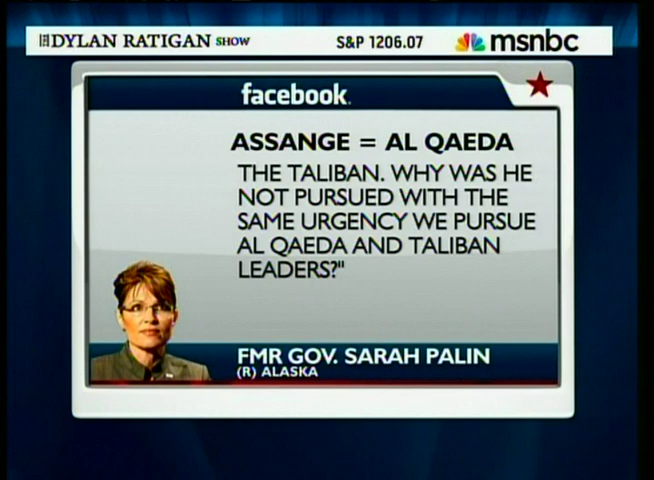 THE DYLAN RATIGAN SHOW S&P 1206.07 msnbc
facebook.
ASSANGE = AL QAEDA
THE TALIBAN. WHY WAS HE
NOT PURSUED WITH THE
SAME URGENCY WE PURSUE
AL QAEDA AND TALIBAN
LEADERS?"
FMR GOV. SARAH PALIN
(R) ALASKA